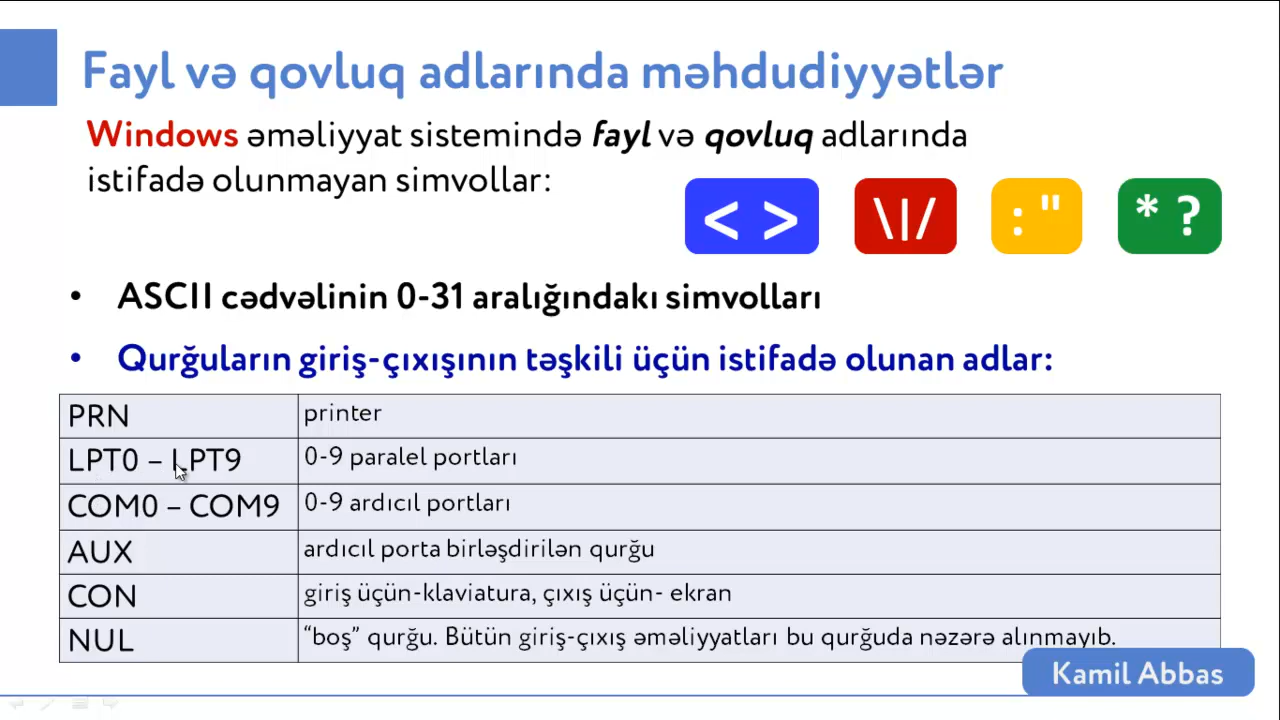 Fayl və qovluq adlarında məhdudiyyətlər
Windows əməliyyat sistemində fayl və qovluq adlarında
istifadə olunmayan simvollar:
< > \|/ : " * ?
• ASCII cədvəlinin 0-31 aralığındakı simvolları
• Qurğuların giriş-çıxışının təşkili üçün istifadə olunan adlar:
PRN printer
LPT0 – LPT9 0-9 paralel portları
COM0 – COM9 0-9 ardıcıl portları
AUX ardıcıl porta birləşdirilən qurğu
CON giriş üçün-klaviatura, çıxış üçün- ekran
NUL “boş” qurğu. Bütün giriş-çıxış əməliyyatları bu qurğuda nəzərə alınmayıb.
Kamil Abbas